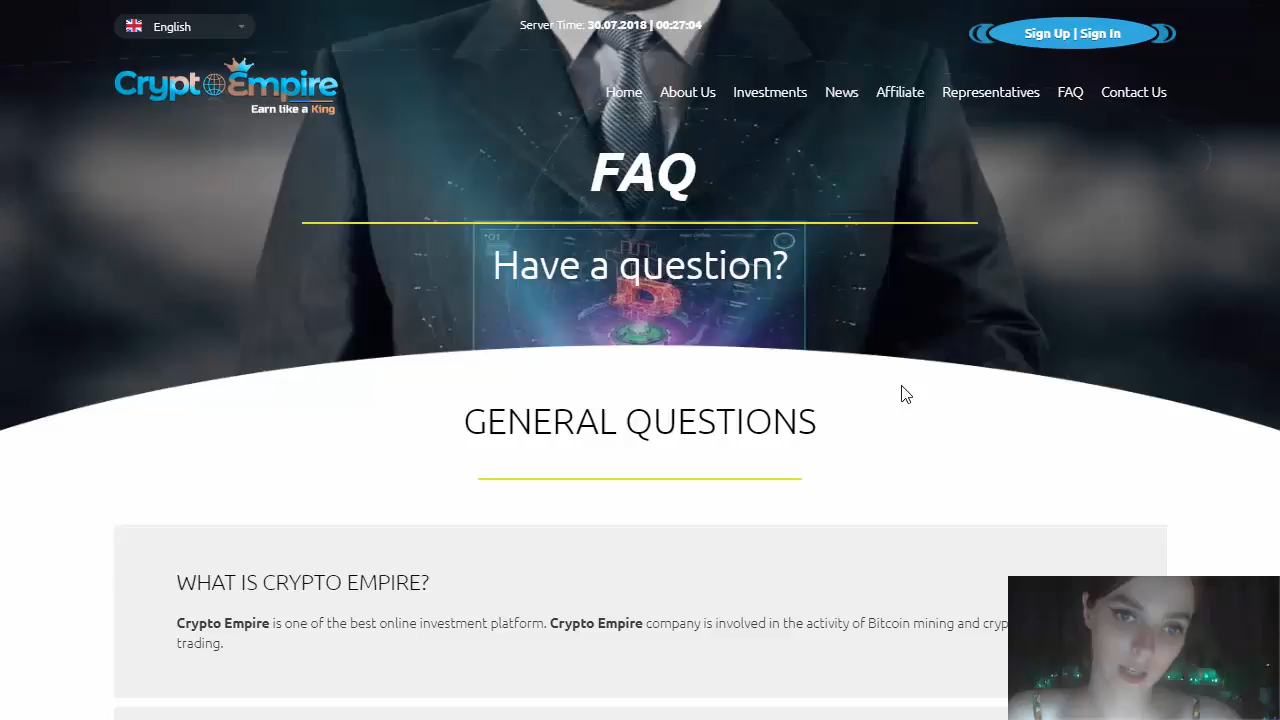 English
Server Time: 30.07.2018 | 00:27:04
Sign Up | Sign In
Crypto Empire
Earn like a King
Home About Us Investments News Affiliate Representatives FAQ Contact Us
FAQ
Have a question?
GENERAL QUESTIONS
WHAT IS CRYPTO EMPIRE?
Crypto Empire is one of the best online investment platform. Crypto Empire company is involved in the activity of Bitcoin mining and
trading.